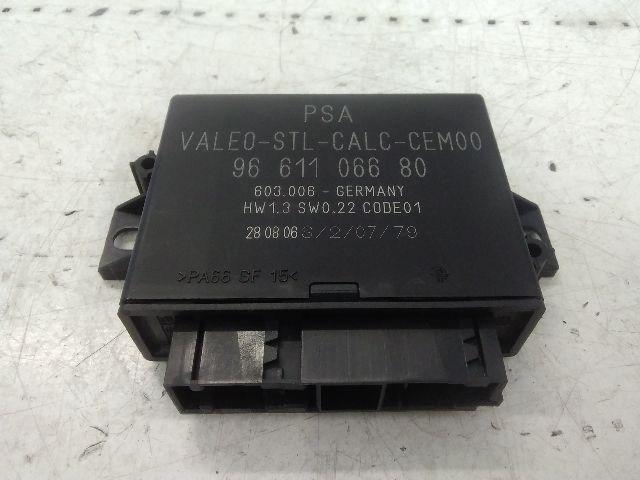 PSA
VALEO-STL-CALC-CEM00
96 611 066 80
603.006 - GERMANY
HW1.3 SW0.22 CODE01
28 08 06 S/2/07/79
>PA66 GF 15<